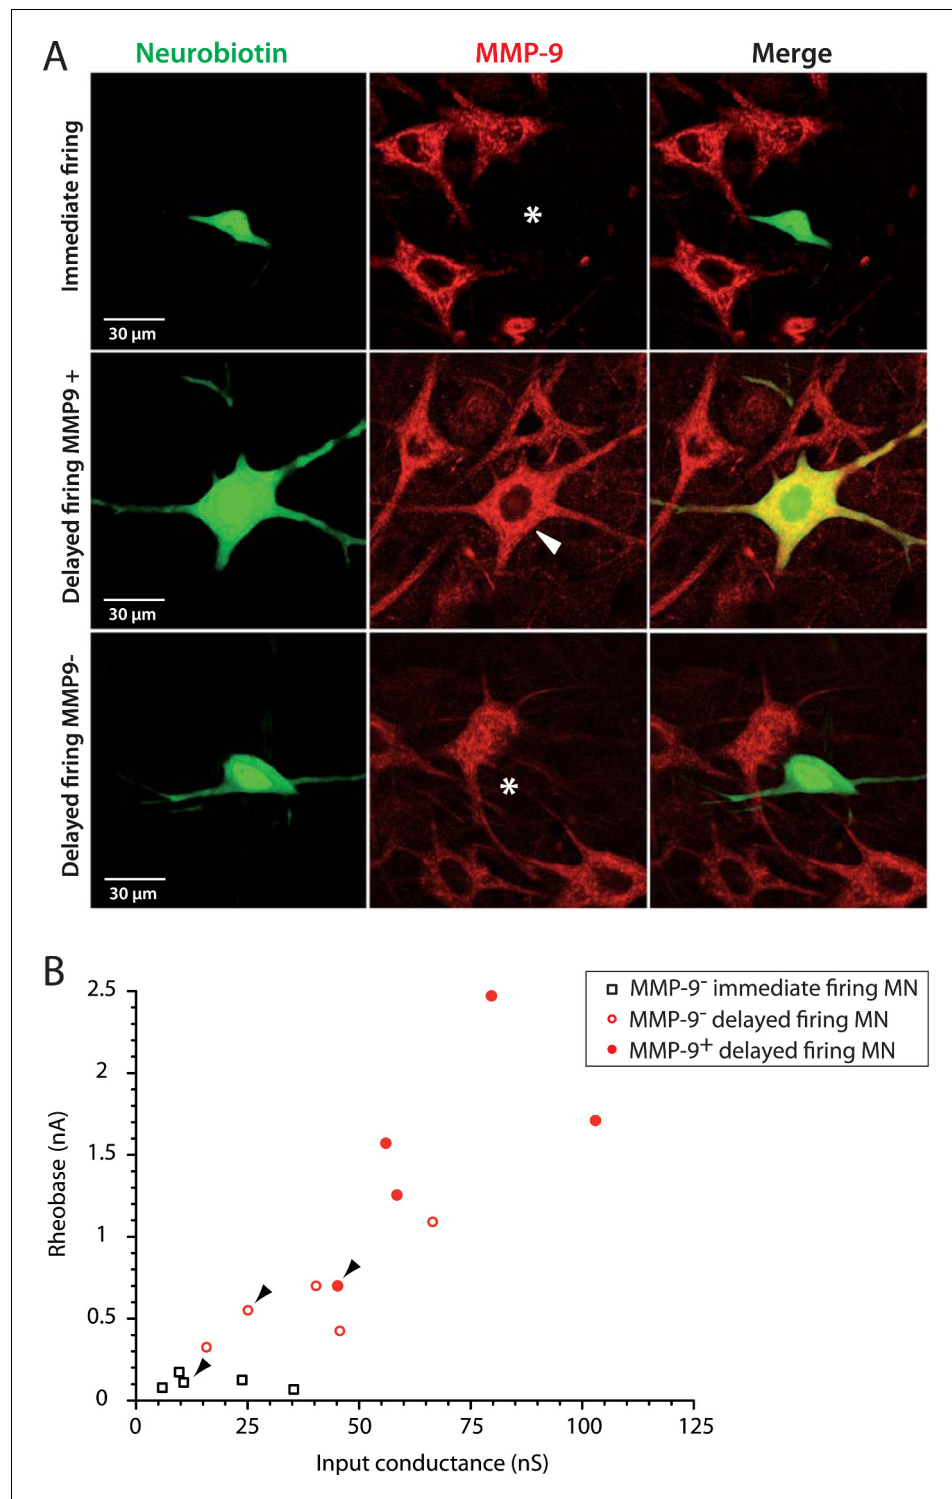 A
Neurobiotin
MMP-9
Merge
Immediate firing
30 µm
*
Delayed firing MMP9 +
30 µm
Delayed firing MMP9-
30 µm
*
B
MMP-9⁻ immediate firing MN
MMP-9⁻ delayed firing MN
MMP-9⁺ delayed firing MN
Rheobase (nA)
2.5
2
1.5
1
0.5
0
0 25 50 75 100 125
Input conductance (nS)